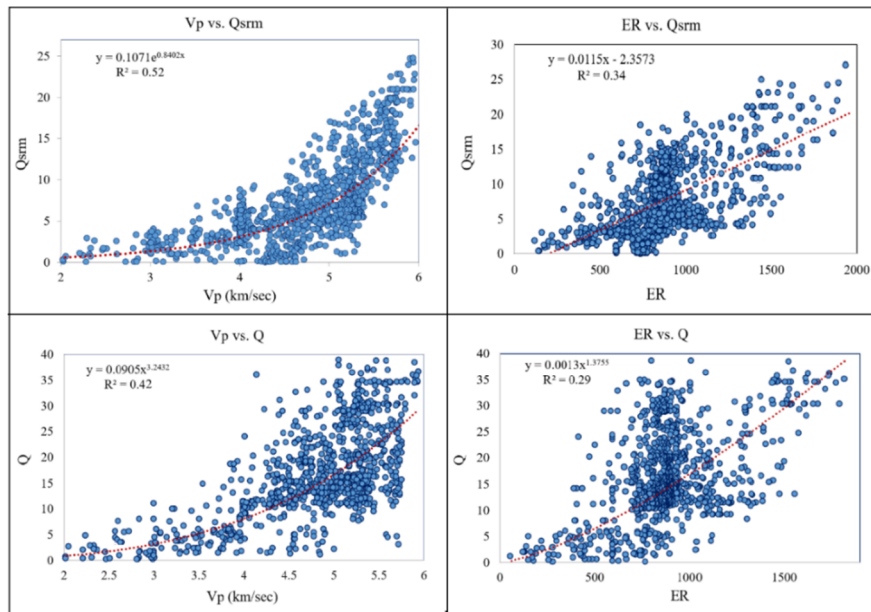 Vp vs. Qsrm
y = 0.1071e^0.8402x
R² = 0.52
Qsrm
25
20
15
10
5
0
2 3 4 5 6
Vp (km/sec)
ER vs. Qsrm
y = 0.0115x - 2.3573
R² = 0.34
Qsrm
30
25
20
15
10
5
0
0 500 1000 1500 2000
ER
Vp vs. Q
y = 0.0905x^3.2432
R² = 0.42
Q
40
35
30
25
20
15
10
5
0
2 2.5 3 3.5 4 4.5 5 5.5 6
Vp (km/sec)
ER vs. Q
y = 0.0013x^1.3755
R² = 0.29
Q
40
35
30
25
20
15
10
5
0
0 500 1000 1500
ER